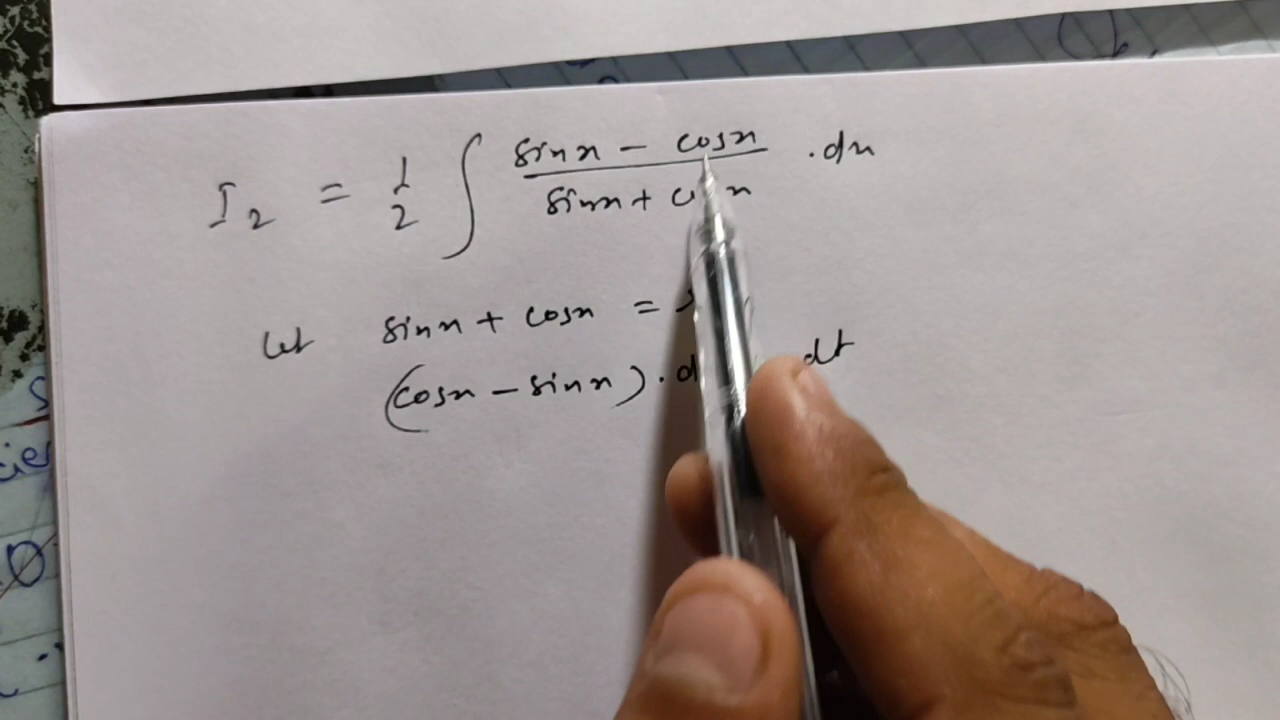 I₂ = 1/2 ∫ (sinx - cosx)/(sinx + c x) .dx
let sinx + cosx =
(cosx - sinx).d dt